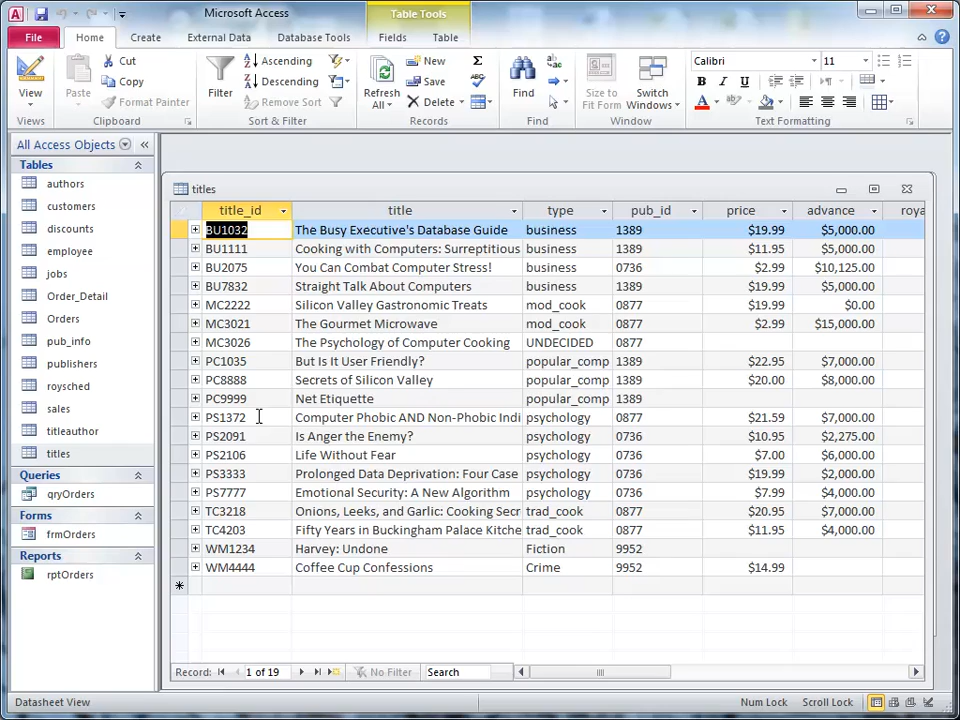 Microsoft Access
Table Tools
File Home Create External Data Database Tools Fields Table
View
Views
Paste
Cut
Copy
Format Painter
Clipboard
Filter
Ascending
Descending
Remove Sort
Sort & Filter
Refresh All
New
Save
Delete
Records
Find
Find
Size to Fit Form
Switch Windows
Window
Calibri 11
B I U
A
Text Formatting
All Access Objects
Tables
authors
customers
discounts
employee
jobs
Order_Detail
Orders
pub_info
publishers
roysched
sales
titleauthor
titles
Queries
qryOrders
Forms
frmOrders
Reports
rptOrders
titles
title_id title type pub_id price advance roya
BU1032 The Busy Executive's Database Guide business 1389 $19.99 $5,000.00
BU1111 Cooking with Computers: Surreptitious business 1389 $11.95 $5,000.00
BU2075 You Can Combat Computer Stress! business 0736 $2.99 $10,125.00
BU7832 Straight Talk About Computers business 1389 $19.99 $5,000.00
MC2222 Silicon Valley Gastronomic Treats mod_cook 0877 $19.99 $0.00
MC3021 The Gourmet Microwave mod_cook 0877 $2.99 $15,000.00
MC3026 The Psychology of Computer Cooking UNDECIDED 0877
PC1035 But Is It User Friendly? popular_comp 1389 $22.95 $7,000.00
PC8888 Secrets of Silicon Valley popular_comp 1389 $20.00 $8,000.00
PC9999 Net Etiquette popular_comp 1389
PS1372 Computer Phobic AND Non-Phobic Indi psychology 0877 $21.59 $7,000.00
PS2091 Is Anger the Enemy? psychology 0736 $10.95 $2,275.00
PS2106 Life Without Fear psychology 0736 $7.00 $6,000.00
PS3333 Prolonged Data Deprivation: Four Case psychology 0736 $19.99 $2,000.00
PS7777 Emotional Security: A New Algorithm psychology 0736 $7.99 $4,000.00
TC3218 Onions, Leeks, and Garlic: Cooking Secr trad_cook 0877 $20.95 $7,000.00
TC4203 Fifty Years in Buckingham Palace Kitche trad_cook 0877 $11.95 $4,000.00
WM1234 Harvey: Undone Fiction 9952
WM4444 Coffee Cup Confessions Crime 9952 $14.99
Record: 1 of 19 No Filter Search
Datasheet View Num Lock Scroll Lock